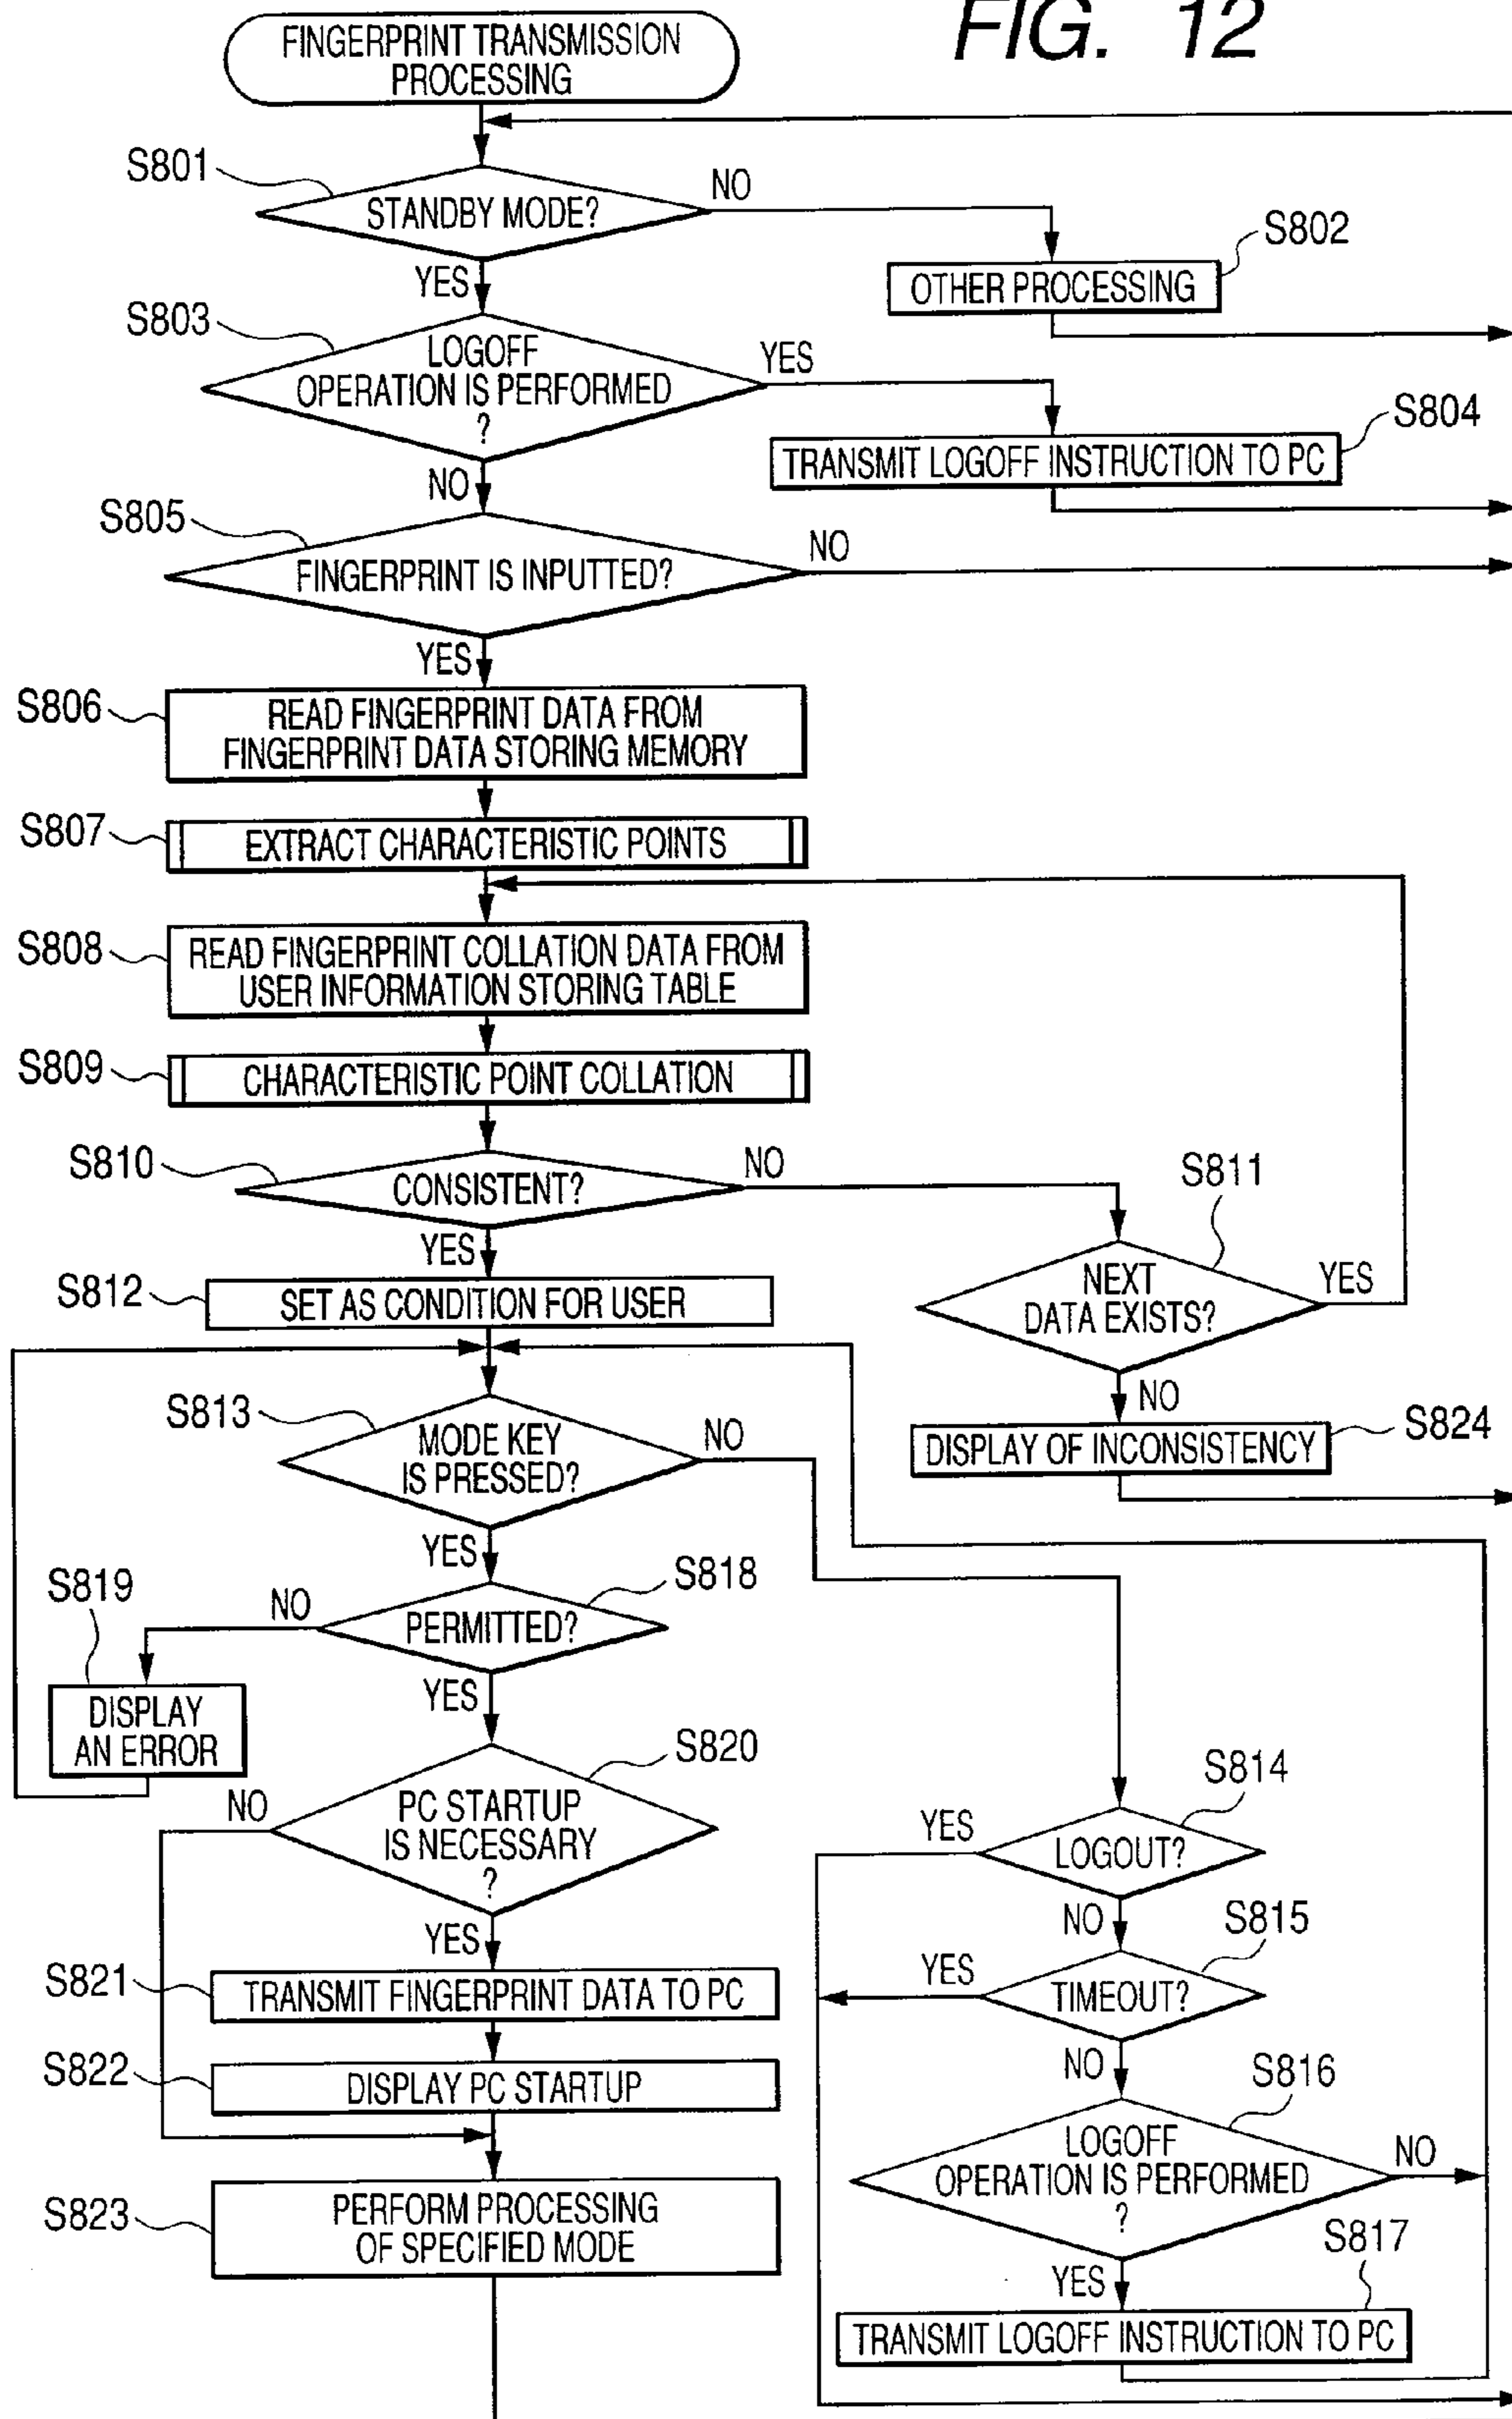 FIG. 12
FINGERPRINT TRANSMISSION
PROCESSING
S801
STANDBY MODE?
NO
YES
S802
OTHER PROCESSING
S803
LOGOFF
OPERATION IS PERFORMED
?
YES
NO
S804
TRANSMIT LOGOFF INSTRUCTION TO PC
S805
FINGERPRINT IS INPUTTED?
NO
YES
S806
READ FINGERPRINT DATA FROM
FINGERPRINT DATA STORING MEMORY
S807
EXTRACT CHARACTERISTIC POINTS
S808
READ FINGERPRINT COLLATION DATA FROM
USER INFORMATION STORING TABLE
S809
CHARACTERISTIC POINT COLLATION
S810
CONSISTENT?
NO
YES
S811
NEXT
DATA EXISTS?
YES
NO
S812
SET AS CONDITION FOR USER
S824
DISPLAY OF INCONSISTENCY
S813
MODE KEY
IS PRESSED?
NO
YES
S818
PERMITTED?
NO
YES
S819
DISPLAY
AN ERROR
S820
PC STARTUP
IS NECESSARY
?
NO
YES
S821
TRANSMIT FINGERPRINT DATA TO PC
S822
DISPLAY PC STARTUP
S823
PERFORM PROCESSING
OF SPECIFIED MODE
S814
LOGOUT?
YES
NO
S815
TIMEOUT?
YES
NO
S816
LOGOFF
OPERATION IS PERFORMED
?
NO
YES
S817
TRANSMIT LOGOFF INSTRUCTION TO PC